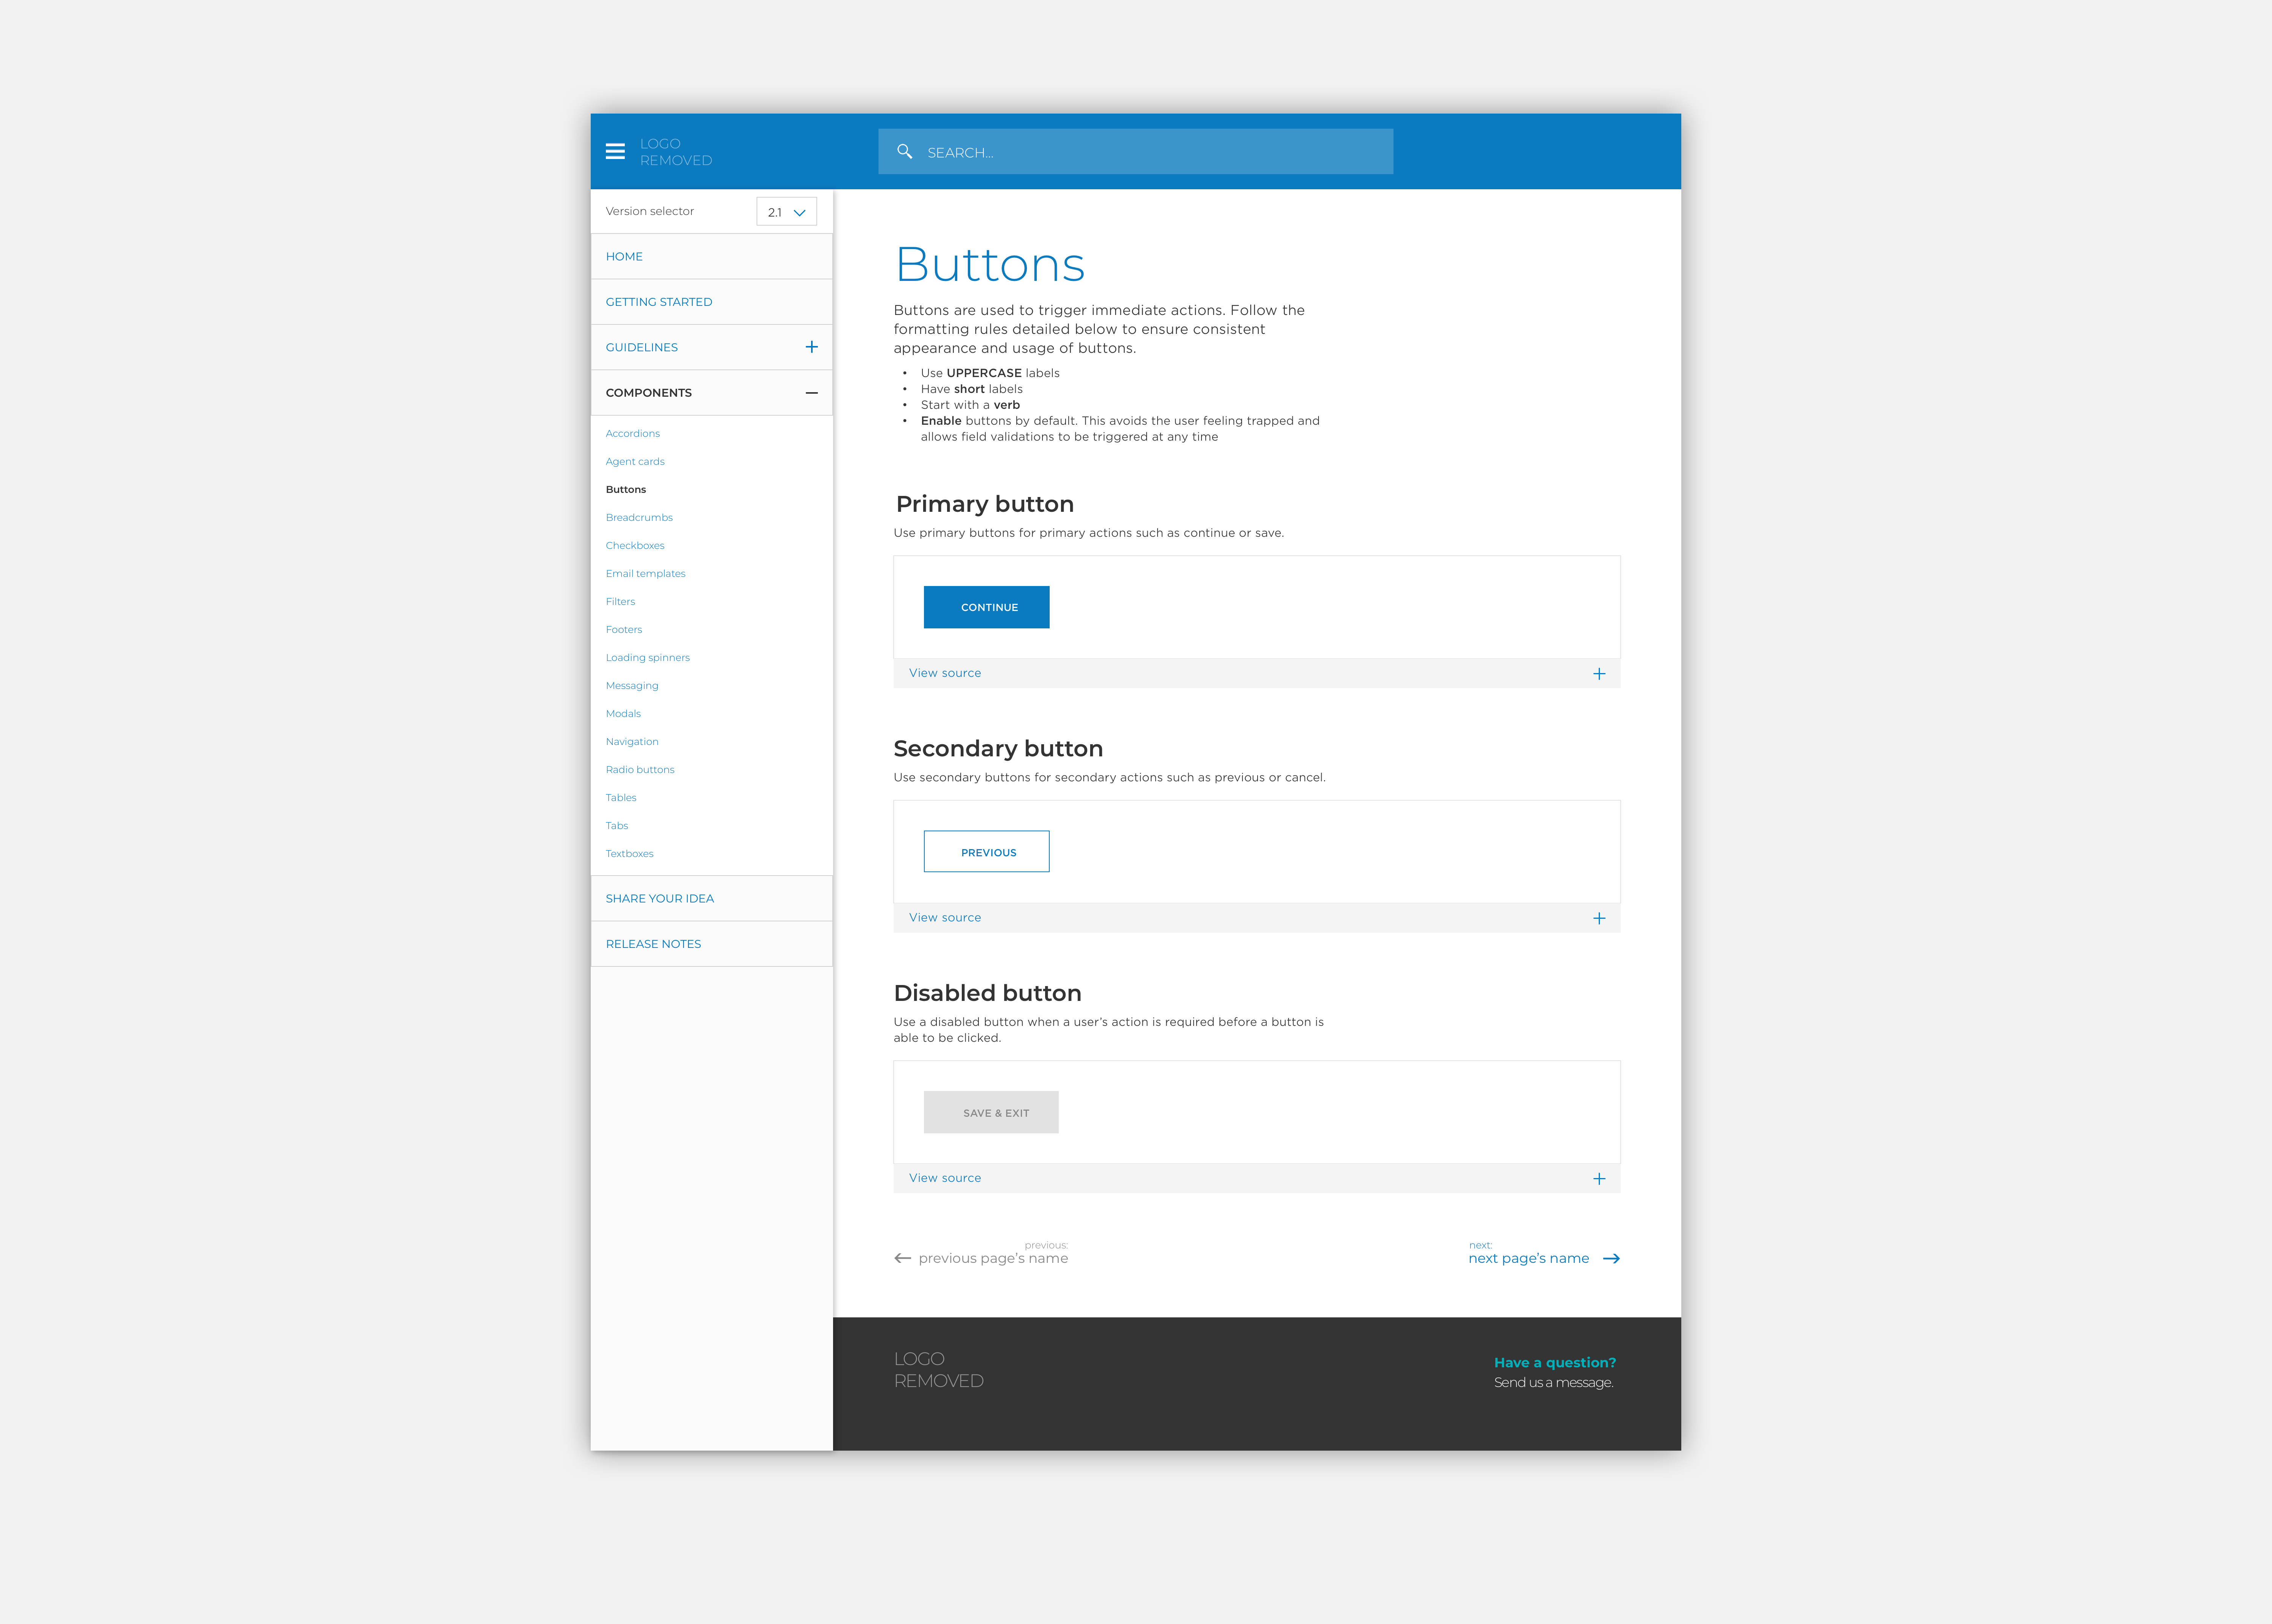 LOGO
REMOVED
SEARCH...
Version selector
2.1
HOME
GETTING STARTED
GUIDELINES
COMPONENTS
Accordions
Agent cards
Buttons
Breadcrumbs
Checkboxes
Email templates
Filters
Footers
Loading spinners
Messaging
Modals
Navigation
Radio buttons
Tables
Tabs
Textboxes
SHARE YOUR IDEA
RELEASE NOTES
Buttons
Buttons are used to trigger immediate actions. Follow the
formatting rules detailed below to ensure consistent
appearance and usage of buttons.
• Use UPPERCASE labels
• Have short labels
• Start with a verb
• Enable buttons by default. This avoids the user feeling trapped and
allows field validations to be triggered at any time
Primary button
Use primary buttons for primary actions such as continue or save.
CONTINUE
View source
Secondary button
Use secondary buttons for secondary actions such as previous or cancel.
PREVIOUS
View source
Disabled button
Use a disabled button when a user’s action is required before a button is
able to be clicked.
SAVE & EXIT
View source
previous:
previous page’s name
next:
next page’s name
LOGO
REMOVED
Have a question?
Send us a message.